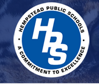 HEMPSTEAD PUBLIC SCHOOLS
HPS
A COMMITMENT TO EXCELLENCE